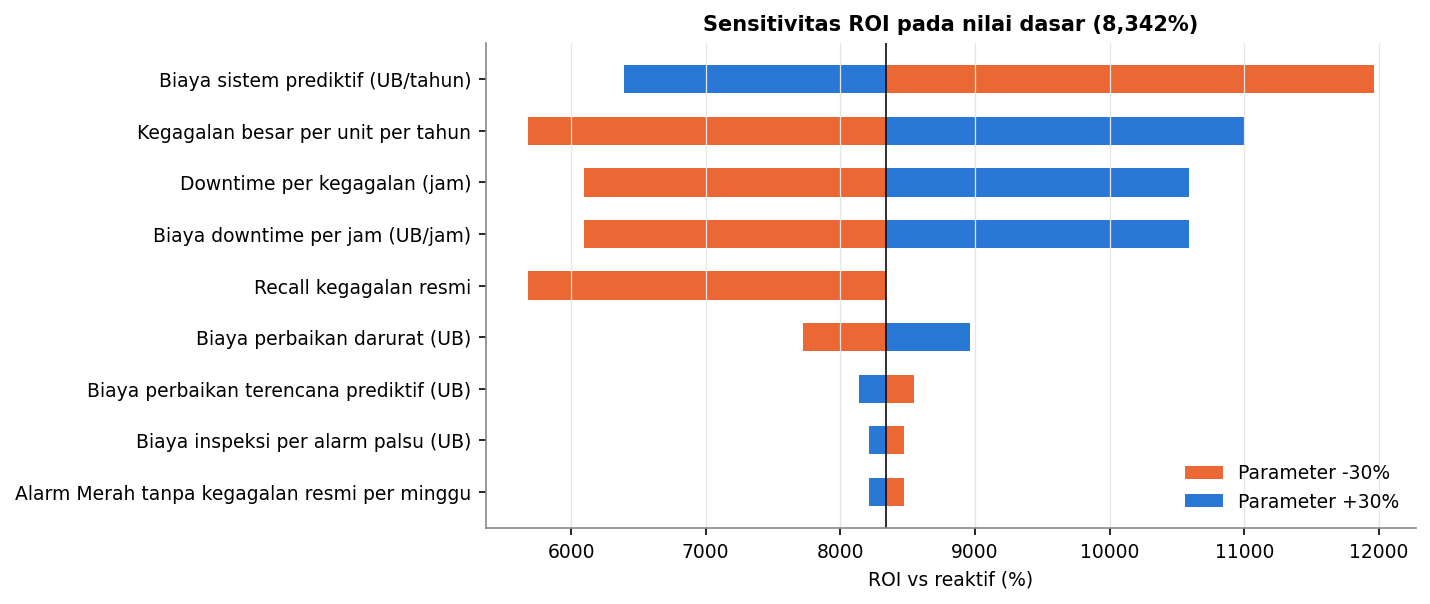 Sensitivitas ROI pada nilai dasar (8,342%)
Biaya sistem prediktif (UB/tahun)
Kegagalan besar per unit per tahun
Downtime per kegagalan (jam)
Biaya downtime per jam (UB/jam)
Recall kegagalan resmi
Biaya perbaikan darurat (UB)
Biaya perbaikan terencana prediktif (UB)
Biaya inspeksi per alarm palsu (UB)
Alarm Merah tanpa kegagalan resmi per minggu
Parameter -30%
Parameter +30%
6000 7000 8000 9000 10000 11000 12000
ROI vs reaktif (%)